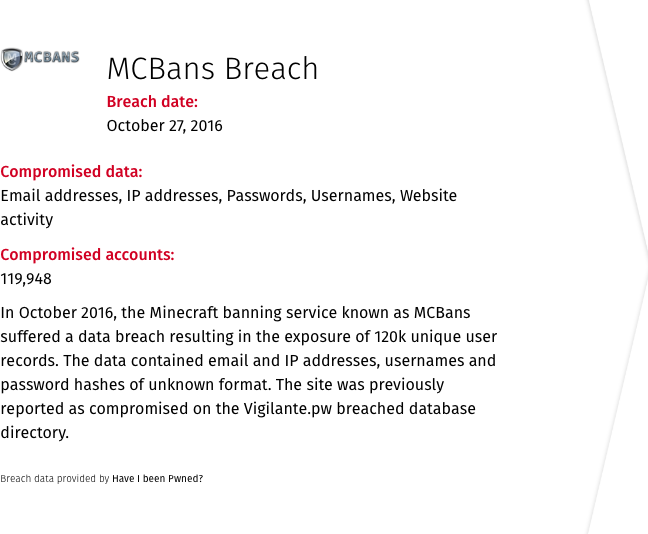 MCBANS
MCBans Breach
Breach date:
October 27, 2016
Compromised data:
Email addresses, IP addresses, Passwords, Usernames, Website
activity
Compromised accounts:
119,948
In October 2016, the Minecraft banning service known as MCBans
suffered a data breach resulting in the exposure of 120k unique user
records. The data contained email and IP addresses, usernames and
password hashes of unknown format. The site was previously
reported as compromised on the Vigilante.pw breached database
directory.
Breach data provided by Have I been Pwned?